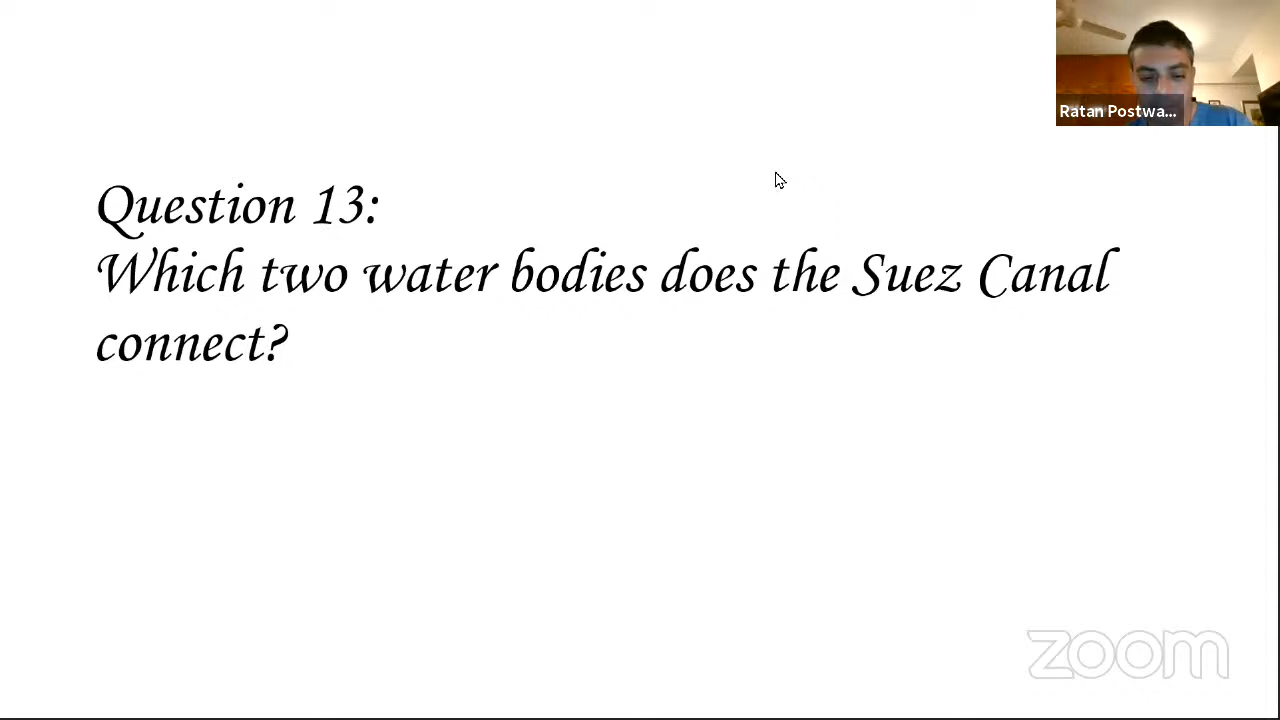 Ratan Postwa...
Question 13:
Which two water bodies does the Suez Canal
connect?
zoom